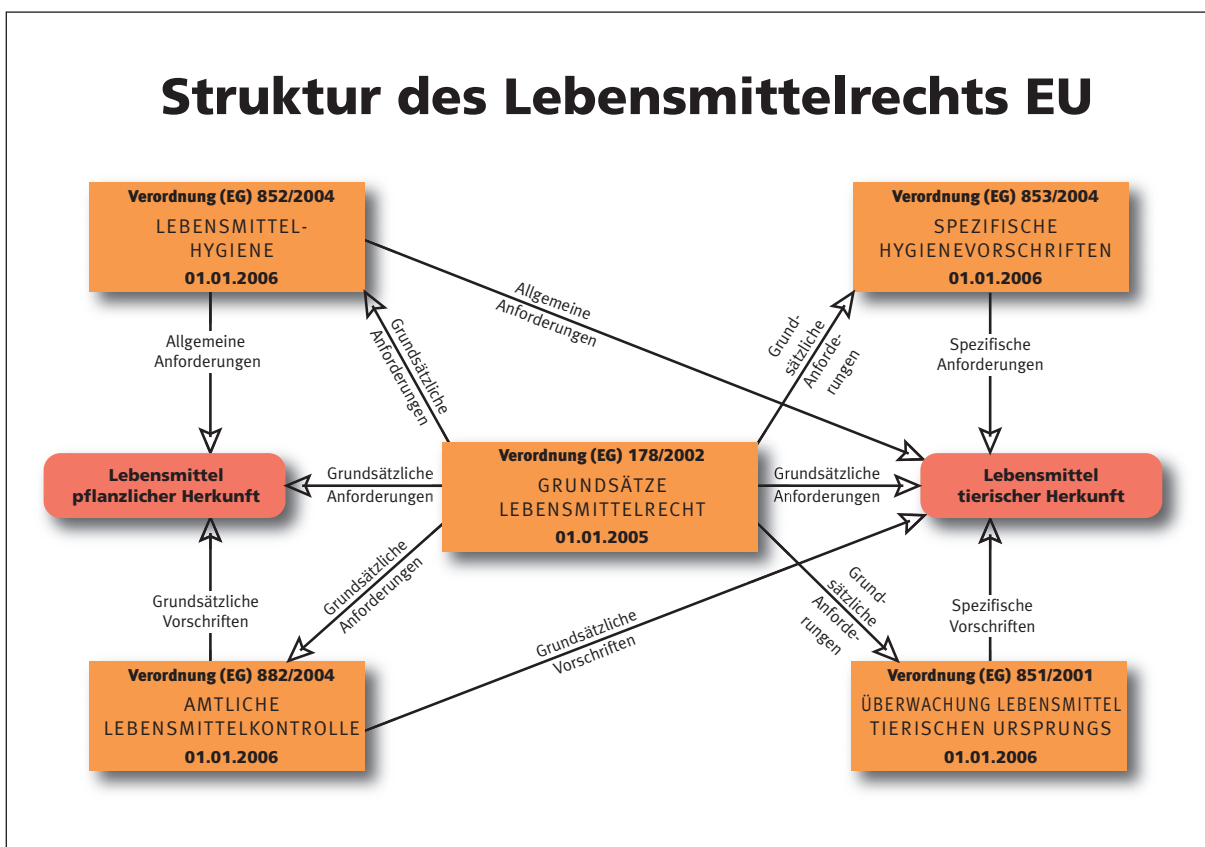 Struktur des Lebensmittelrechts EU
Verordnung (EG) 852/2004
LEBENSMITTEL-
HYGIENE
01.01.2006
Verordnung (EG) 853/2004
SPEZIFISCHE
HYGIENEVORSCHRIFTEN
01.01.2006
Allgemeine
Anforderungen
Grundsätzliche
Anforderungen
Allgemeine
Anforderungen
Grund-
sätzliche
Anforde-
rungen
Spezifische
Anforderungen
Lebensmittel
pflanzlicher Herkunft
Grundsätzliche
Anforderungen
Verordnung (EG) 178/2002
GRUNDSÄTZE
LEBENSMITTELRECHT
01.01.2005
Grundsätzliche
Anforderungen
Lebensmittel
tierischer Herkunft
Grundsätzliche
Vorschriften
Grundsätzliche
Anforderungen
Grundsätzliche
Vorschriften
Grund-
sätzliche
Anforde-
rungen
Spezifische
Vorschriften
Verordnung (EG) 882/2004
AMTLICHE
LEBENSMITTELKONTROLLE
01.01.2006
Verordnung (EG) 851/2001
ÜBERWACHUNG LEBENSMITTEL
TIERISCHEN URSPRUNGS
01.01.2006